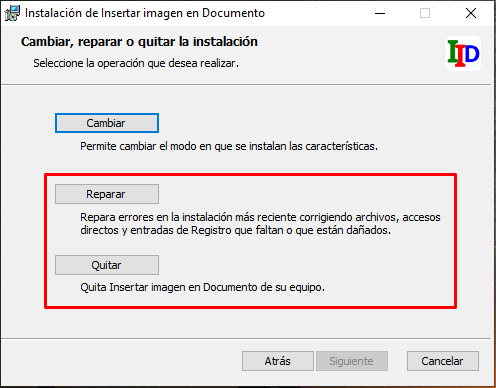 Instalación de Insertar imagen en Documento
Cambiar, reparar o quitar la instalación
Seleccione la operación que desea realizar.
IID
Cambiar
Permite cambiar el modo en que se instalan las características.
Reparar
Repara errores en la instalación más reciente corrigiendo archivos, accesos
directos y entradas de Registro que faltan o que están dañados.
Quitar
Quita Insertar imagen en Documento de su equipo.
Atrás
Siguiente
Cancelar